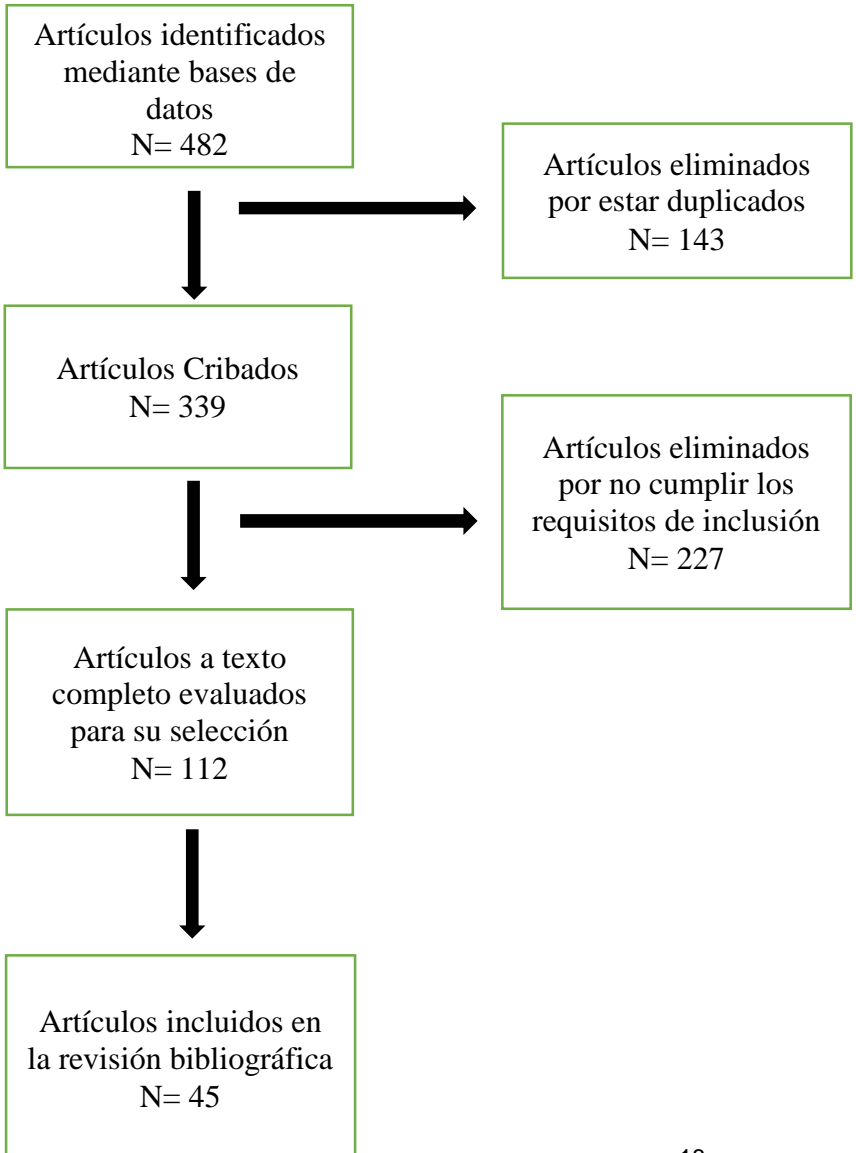 Artículos identificados
mediante bases de
datos
N= 482
Artículos eliminados
por estar duplicados
N= 143
Artículos Cribados
N= 339
Artículos eliminados
por no cumplir los
requisitos de inclusión
N= 227
Artículos a texto
completo evaluados
para su selección
N= 112
Artículos incluidos en
la revisión bibliográfica
N= 45